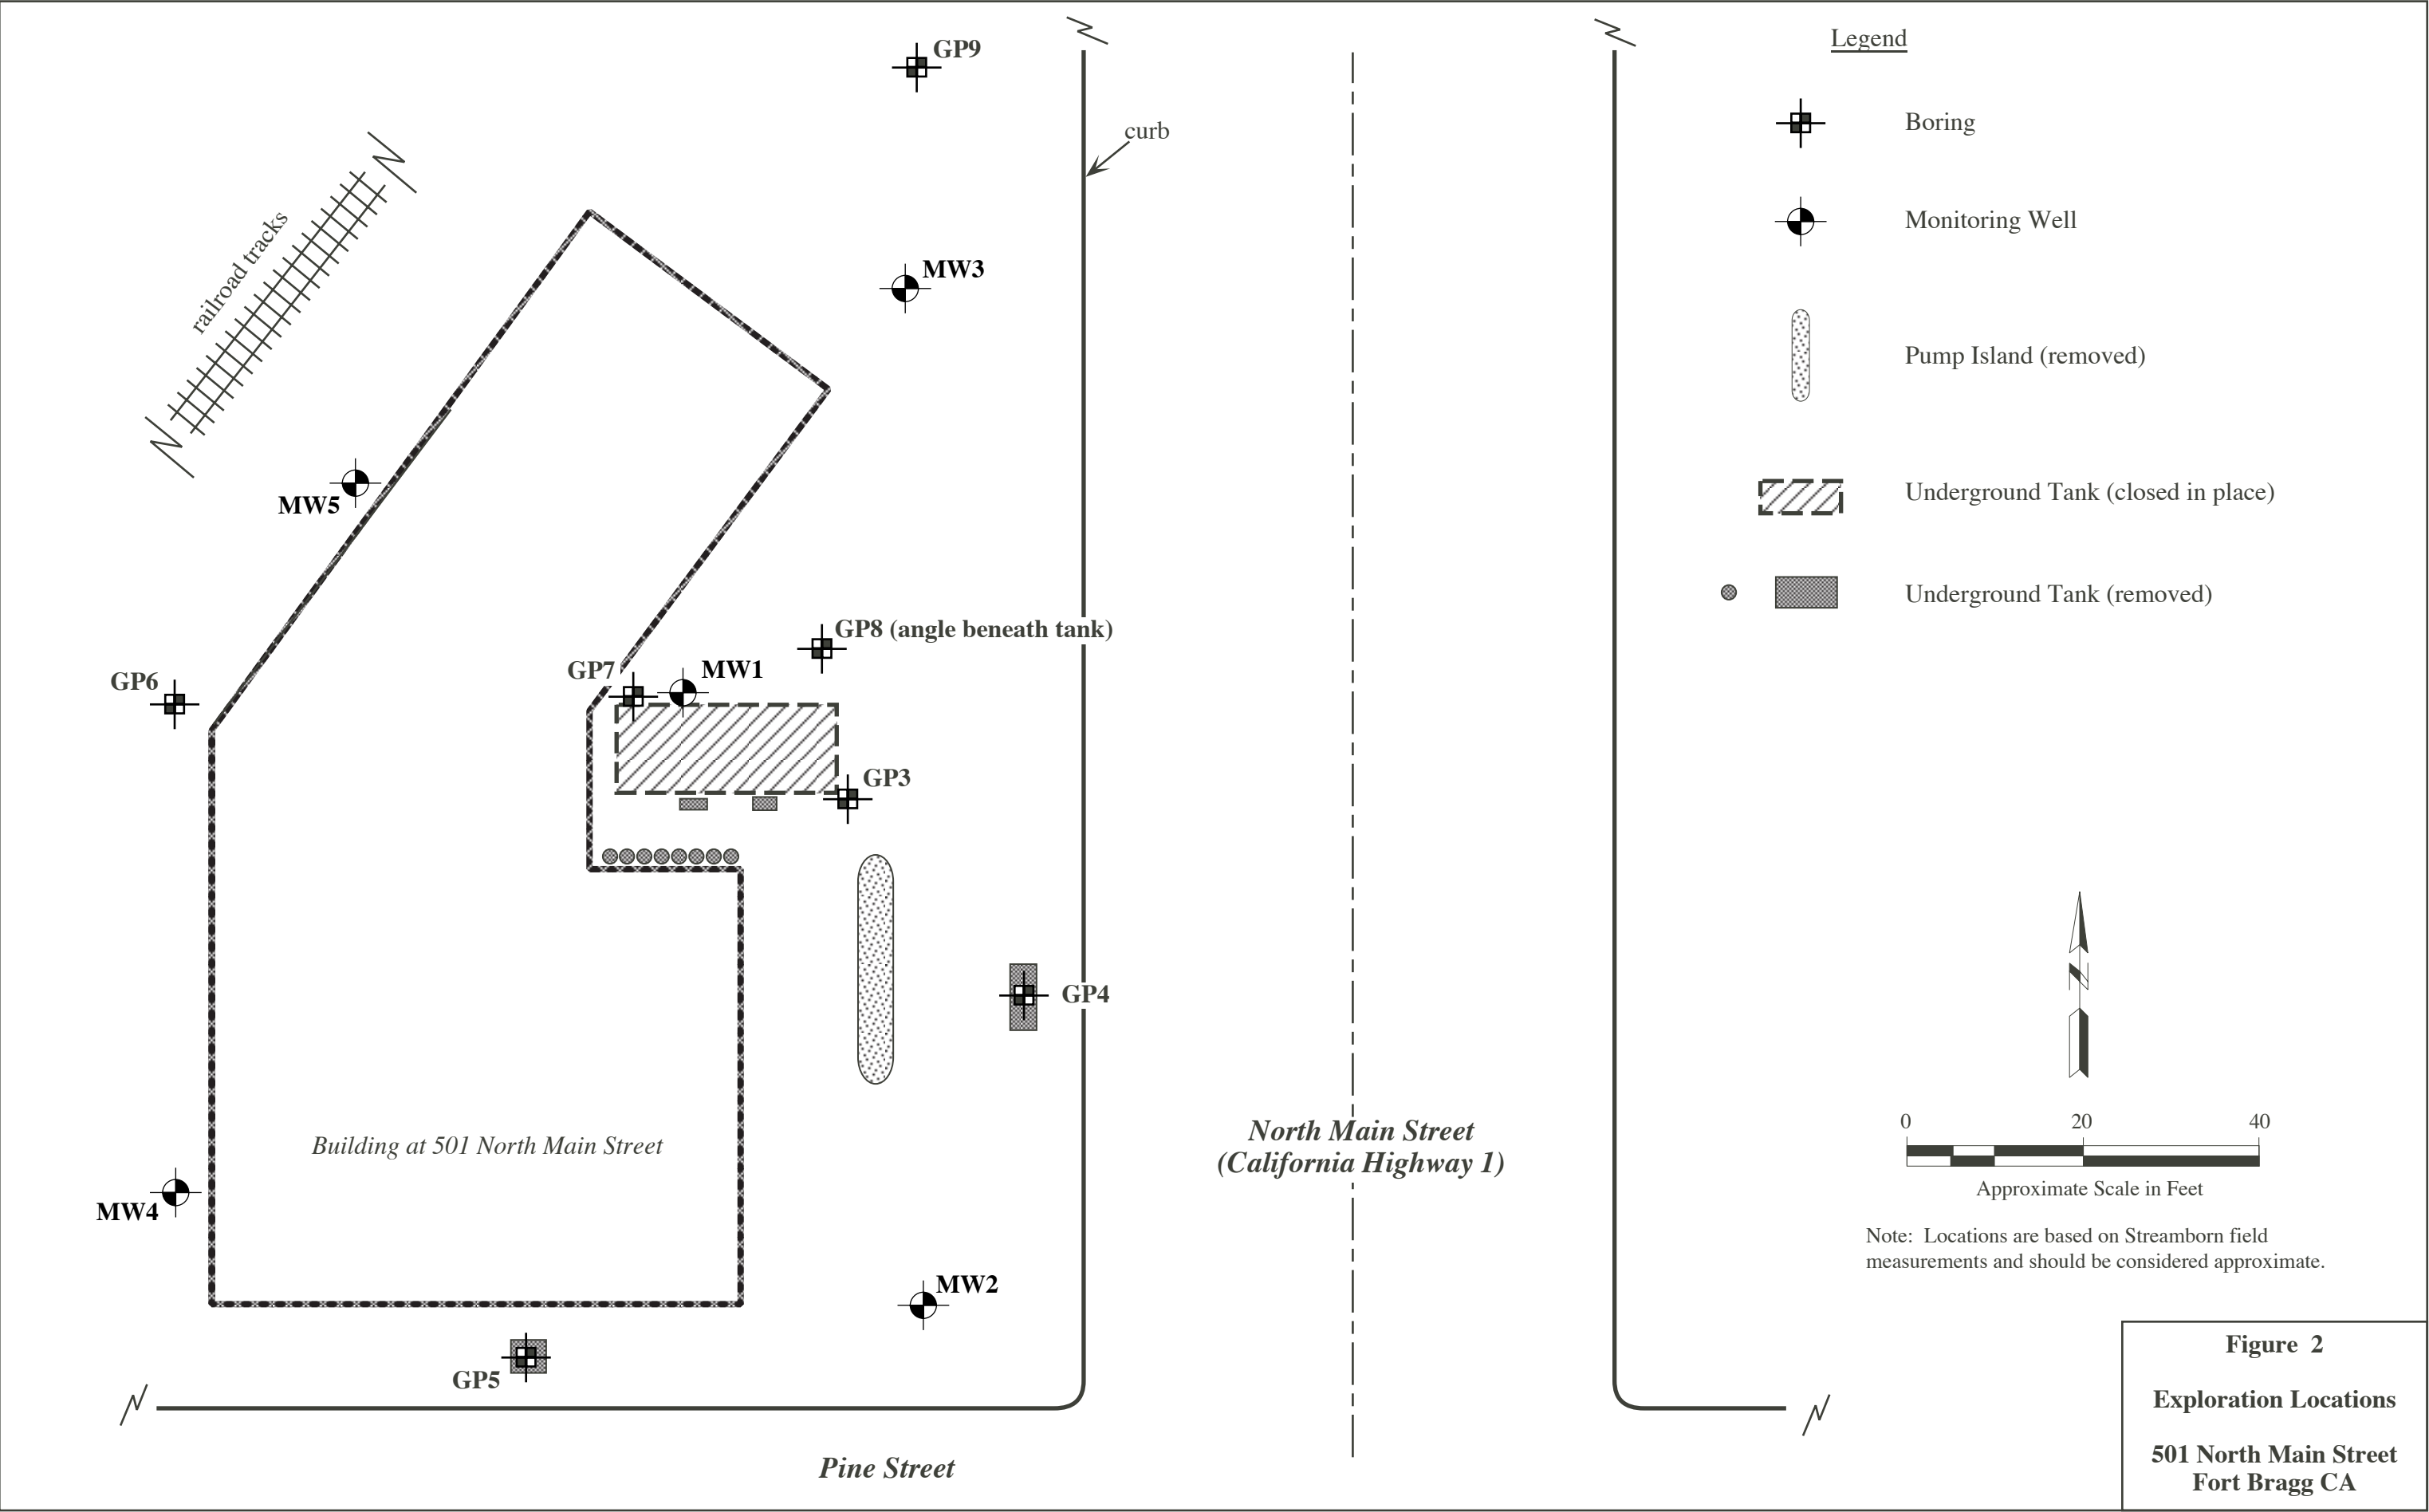 GP9
Legend
curb
Boring
railroad tracks
Monitoring Well
MW3
Pump Island (removed)
MW5
Underground Tank (closed in place)
Underground Tank (removed)
GP8 (angle beneath tank)
GP7
MW1
GP6
GP3
GP4
N
Building at 501 North Main Street
North Main Street
(California Highway 1)
0 20 40
Approximate Scale in Feet
MW4
Note: Locations are based on Streamborn field
measurements and should be considered approximate.
MW2
GP5
Pine Street
Figure 2
Exploration Locations
501 North Main Street
Fort Bragg CA